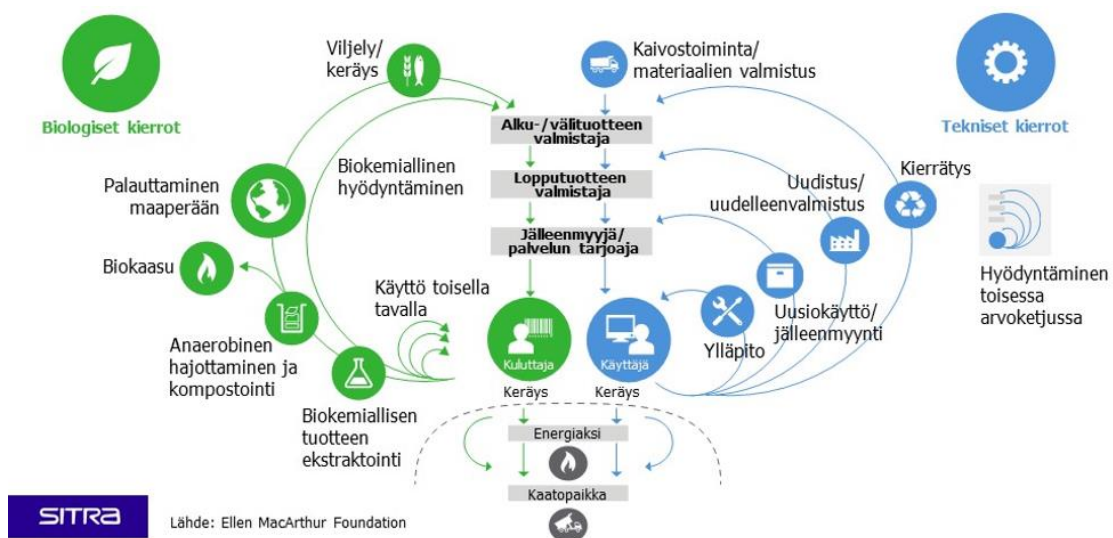 Viljely/
keräys
Kaivostoiminta/
materiaalien valmistus
Biologiset kierrot
Tekniset kierrot
Alku-/välituotteen
valmistaja
Biokemiallinen
hyödyntäminen
Lopputuotteen
valmistaja
Palauttaminen
maaperään
Uudistus/
uudelleenvalmistus
Kierrätys
Jälleenmyyjä/
palvelun tarjoaja
Biokaasu
Käyttö toisella
tavalla
Hyödyntäminen
toisessa
arvoketjussa
Uusiokäyttö/
jälleenmyynti
Anaerobinen
hajottaminen ja
kompostointi
Ylläpito
Kuluttaja
Käyttäjä
Keräys
Keräys
Biokemiallisen
tuotteen
ekstraktointi
Energiaksi
Kaatopaikka
SITRA
Lähde: Ellen MacArthur Foundation